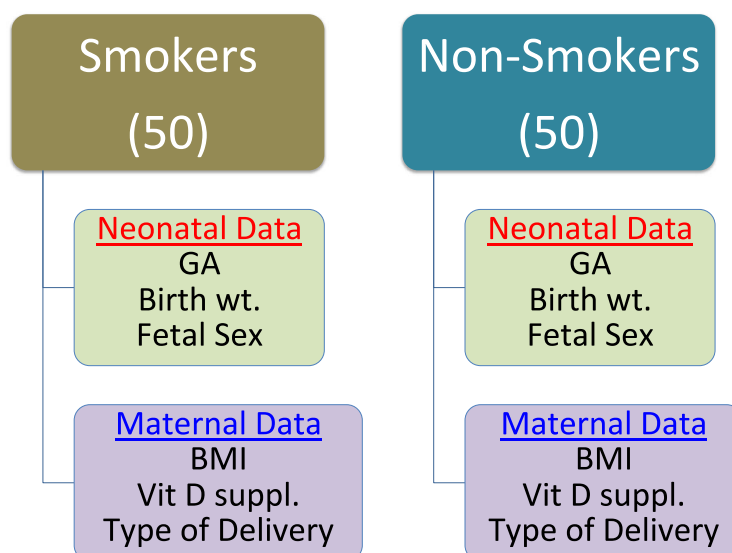 Smokers
(50)
Neonatal Data
GA
Birth wt.
Fetal Sex
Maternal Data
BMI
Vit D suppl.
Type of Delivery
Non-Smokers
(50)
Neonatal Data
GA
Birth wt.
Fetal Sex
Maternal Data
BMI
Vit D suppl.
Type of Delivery